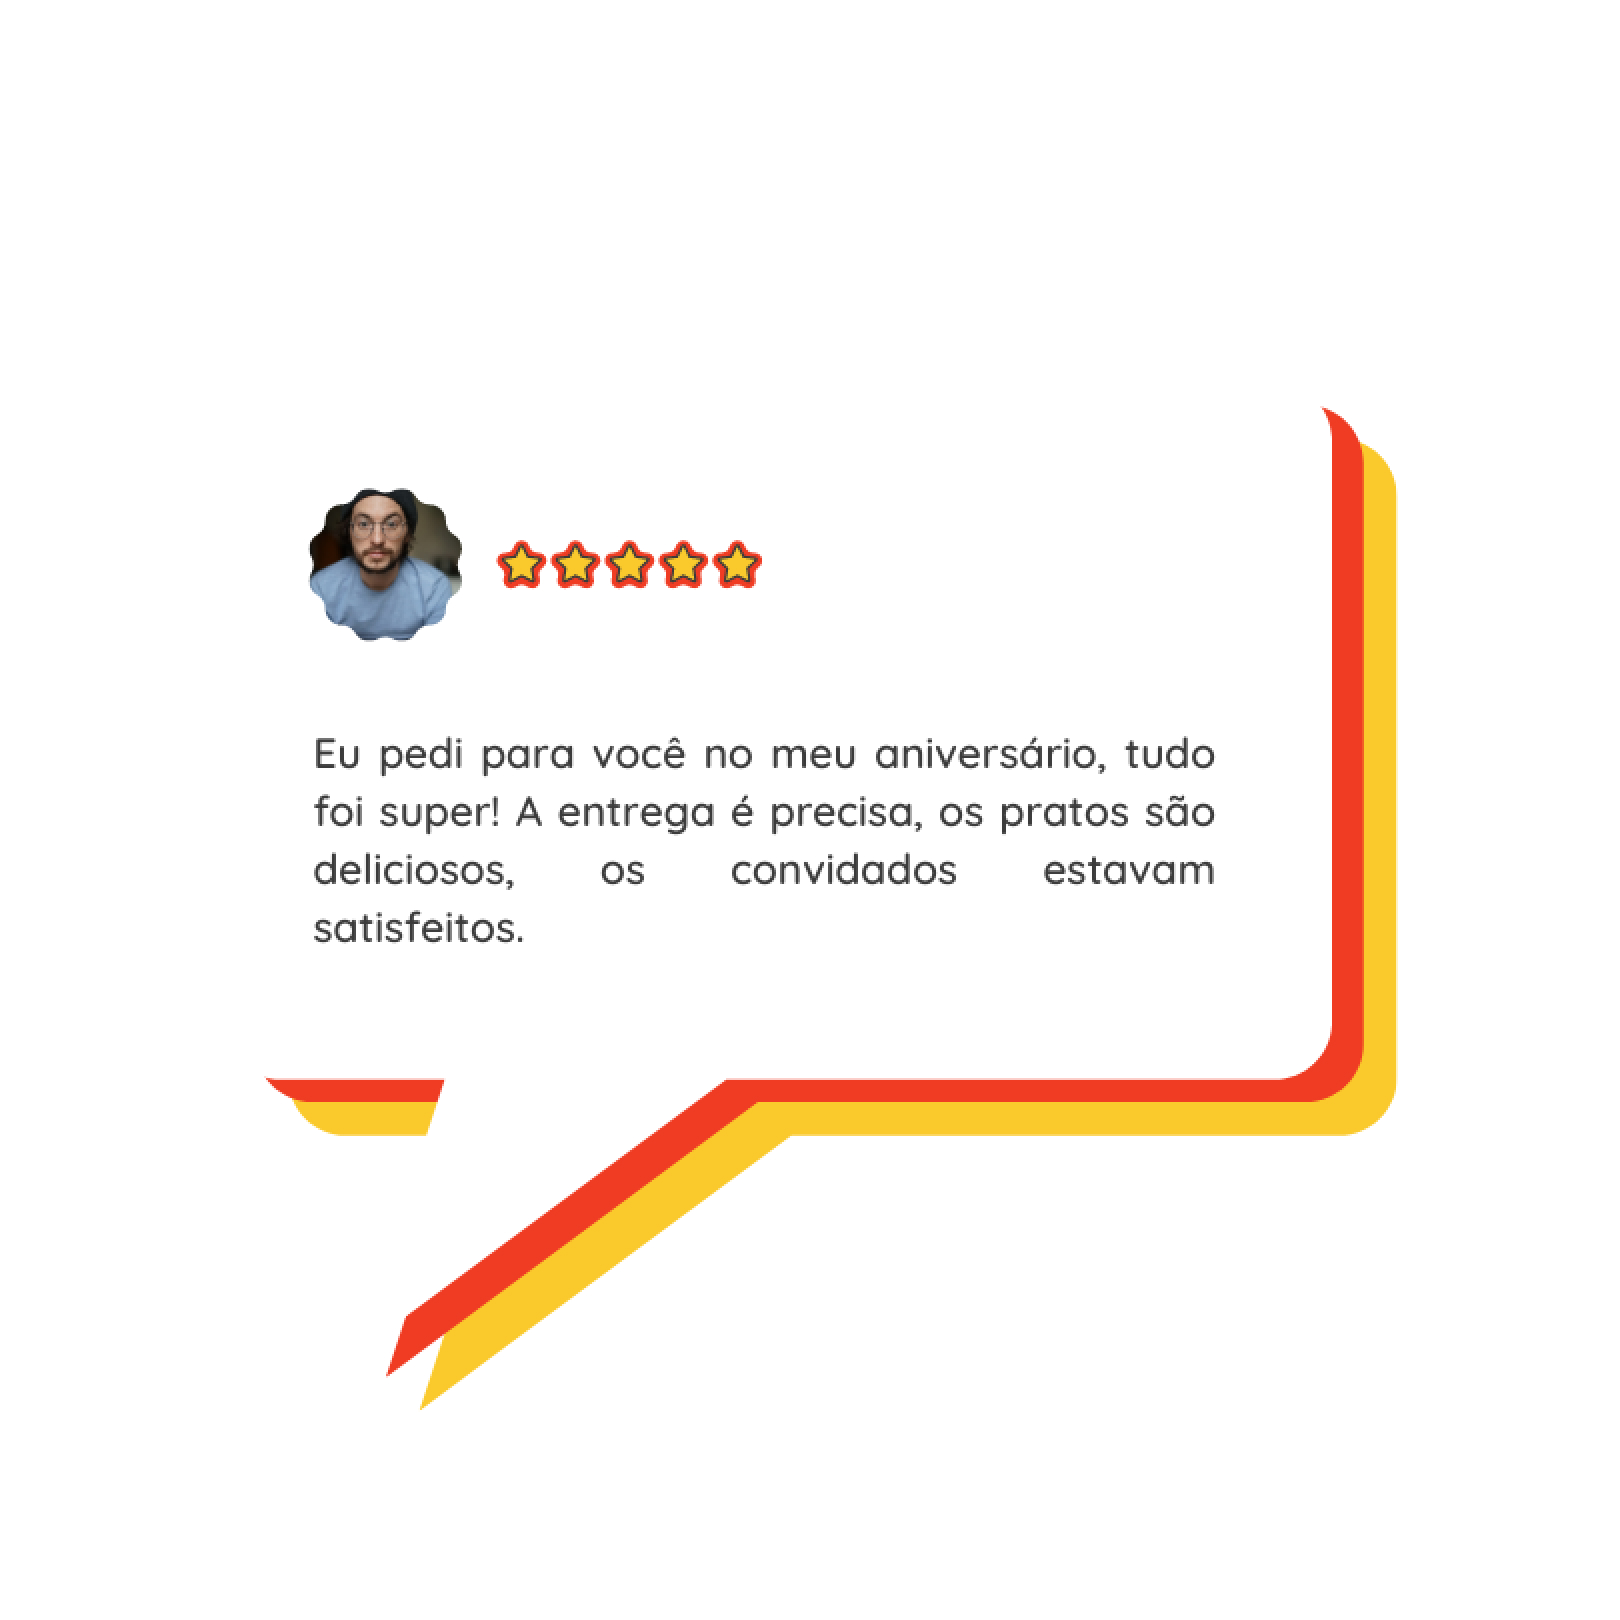 Eu pedi para você no meu aniversário, tudo
foi super! A entrega é precisa, os pratos são
deliciosos, os convidados estavam
satisfeitos.